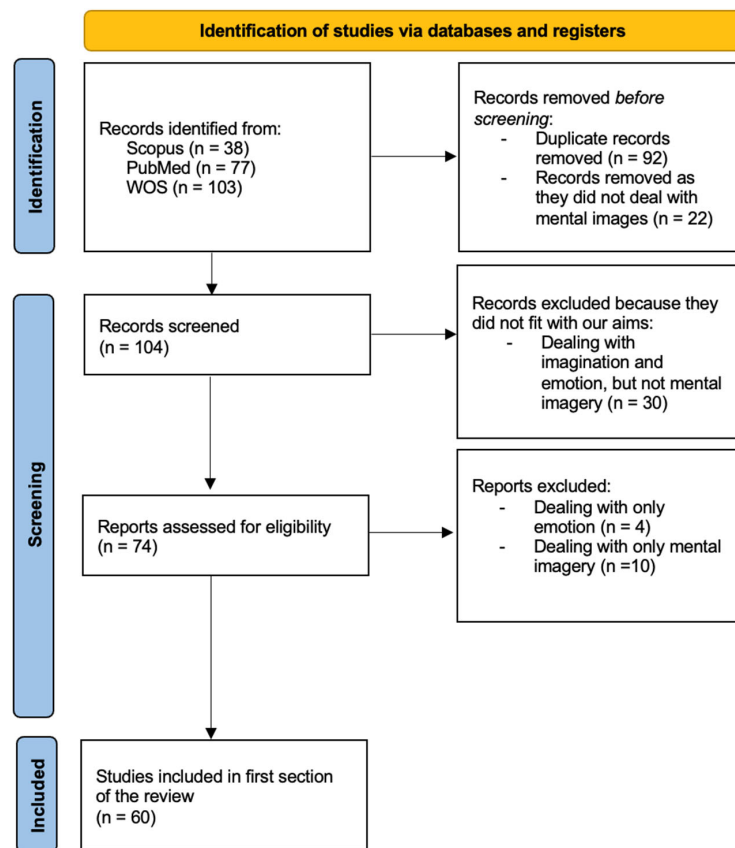 Identification of studies via databases and registers
Identification
Records identified from:
Scopus (n = 38)
PubMed (n = 77)
WOS (n = 103)
Records removed before
screening:
- Duplicate records
removed (n = 92)
- Records removed as
they did not deal with
mental images (n = 22)
Screening
Records screened
(n = 104)
Records excluded because they
did not fit with our aims:
- Dealing with
imagination and
emotion, but not mental
imagery (n = 30)
Reports assessed for eligibility
(n = 74)
Reports excluded:
- Dealing with only
emotion (n = 4)
- Dealing with only mental
imagery (n =10)
Included
Studies included in first section
of the review
(n = 60)